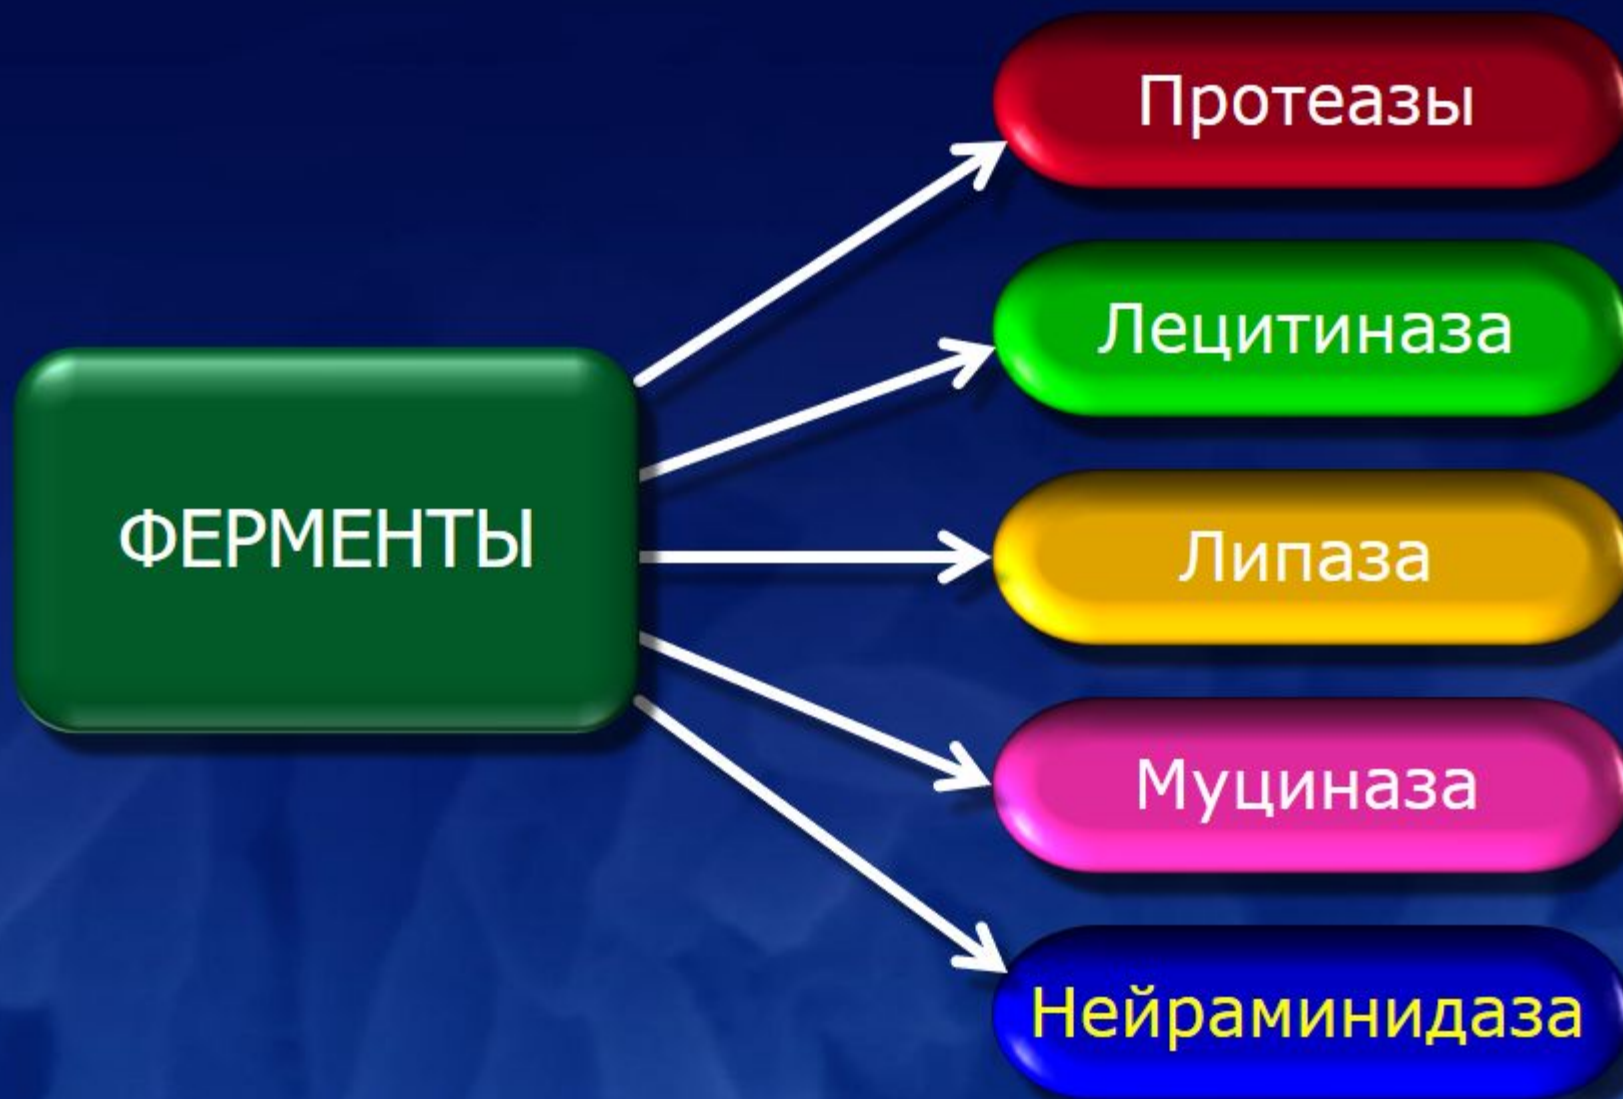 ФЕРМЕНТЫ
Протеазы
Лецитиназа
Липаза
Муциназа
Нейраминидаза